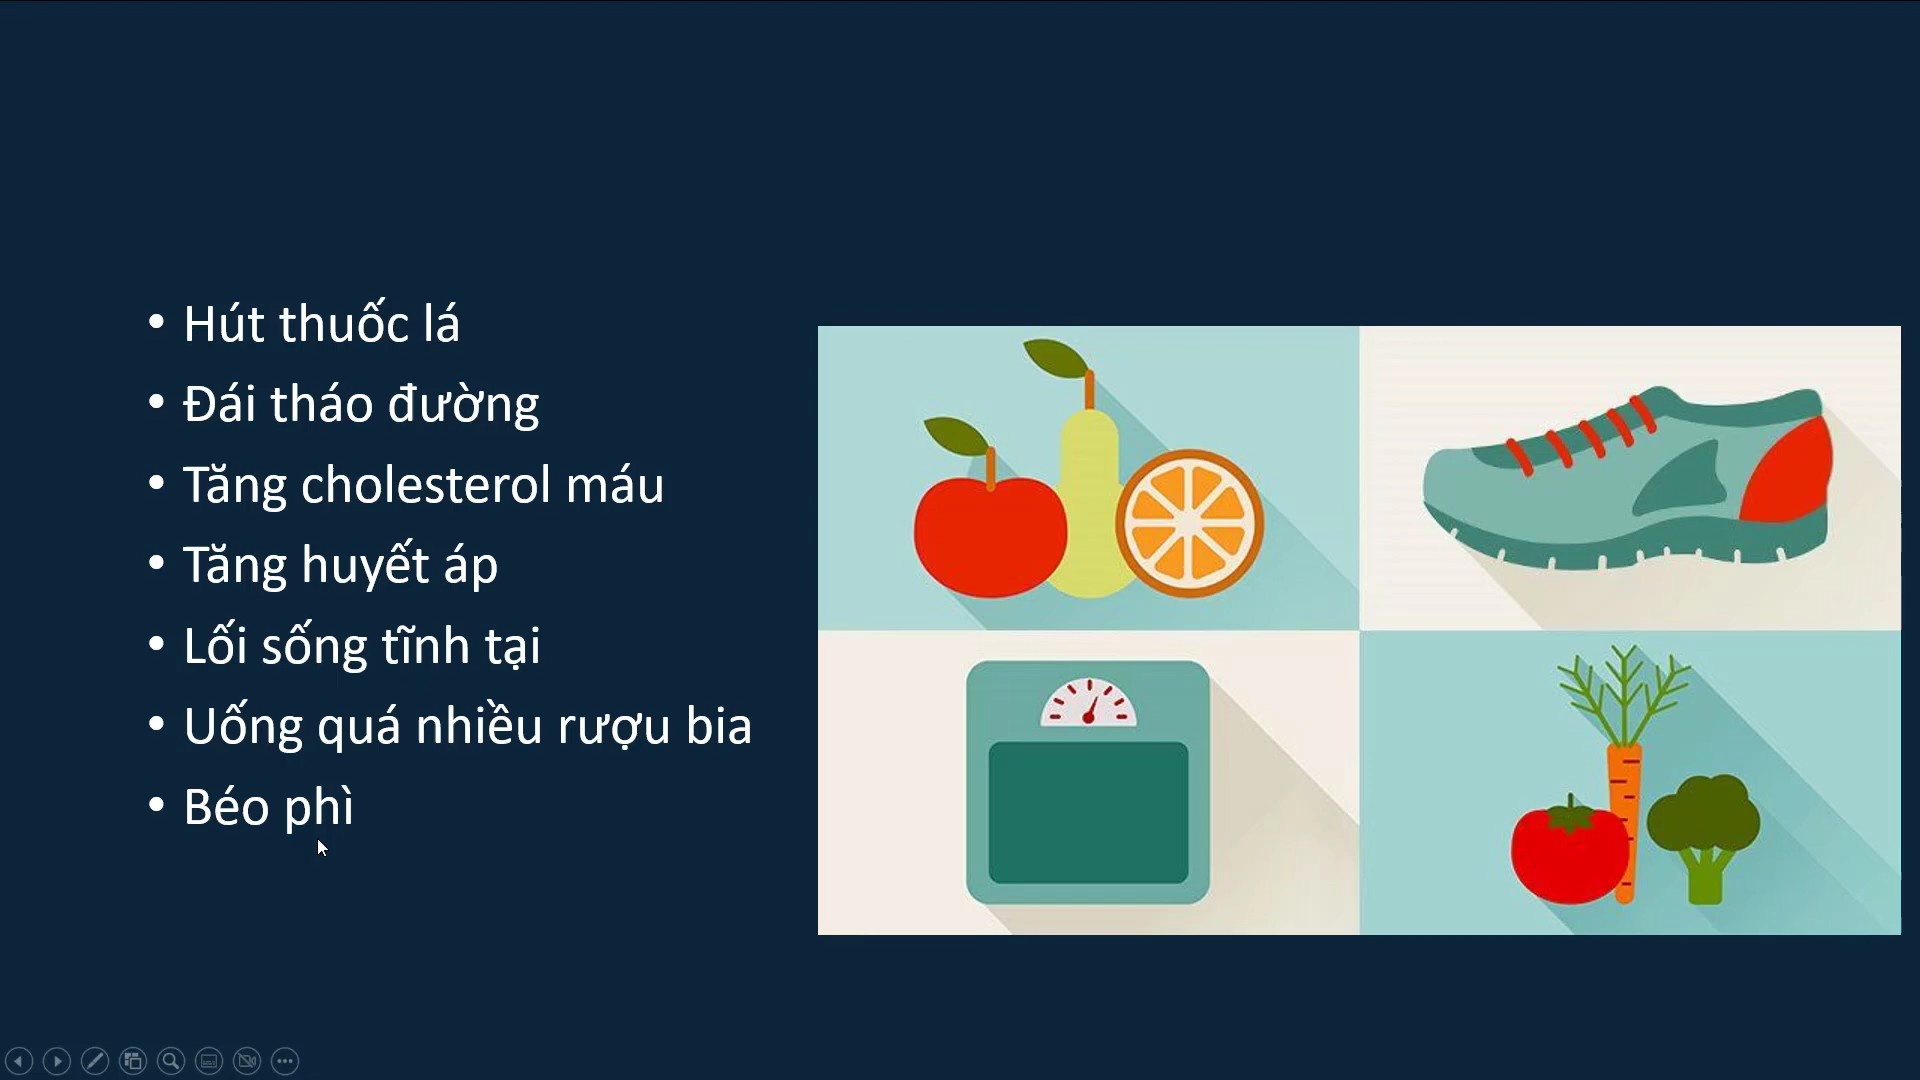 • Hút thuốc lá
• Đái tháo đường
• Tăng cholesterol máu
• Tăng huyết áp
• Lối sống tĩnh tại
• Uống quá nhiều rượu bia
• Béo phì